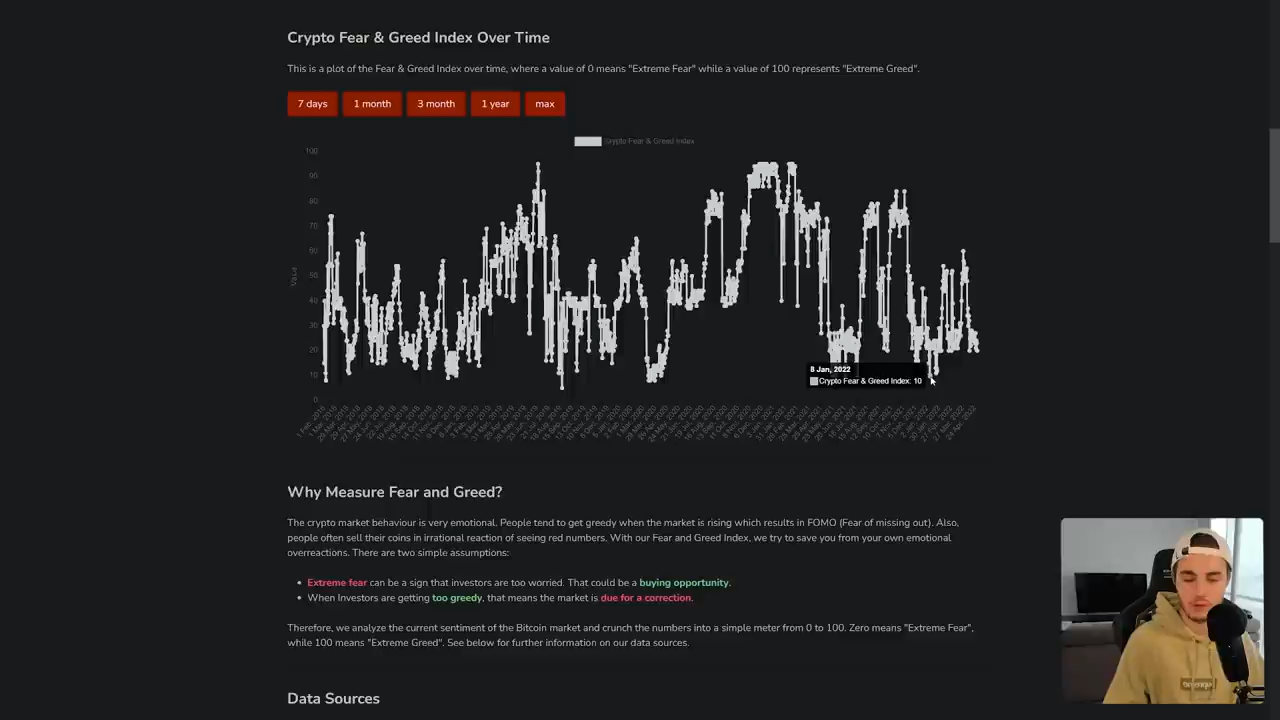 Crypto Fear & Greed Index Over Time
This is a plot of the Fear & Greed Index over time, where a value of 0 means "Extreme Fear" while a value of 100 represents "Extreme Greed".
7 days 1 month 3 month 1 year max
Crypto Fear & Greed Index
100
90
80
70
60
50
40
30
20
10
0
Value
8 Jan, 2022
Crypto Fear & Greed Index: 10
Why Measure Fear and Greed?
The crypto market behaviour is very emotional. People tend to get greedy when the market is rising which results in FOMO (Fear of missing out). Also,
people often sell their coins in irrational reaction of seeing red numbers. With our Fear and Greed Index, we try to save you from your own emotional
overreactions. There are two simple assumptions:
• Extreme fear can be a sign that investors are too worried. That could be a buying opportunity.
• When Investors are getting too greedy, that means the market is due for a correction.
Therefore, we analyze the current sentiment of the Bitcoin market and crunch the numbers into a simple meter from 0 to 100. Zero means "Extreme Fear",
while 100 means "Extreme Greed". See below for further information on our data sources.
Data Sources